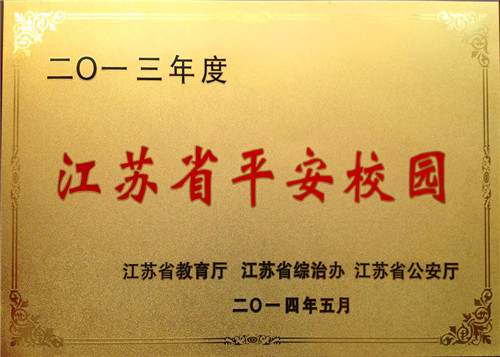 二〇一三年度
江苏省平安校园
江苏省教育厅 江苏省综治办 江苏省公安厅
二〇一四年五月